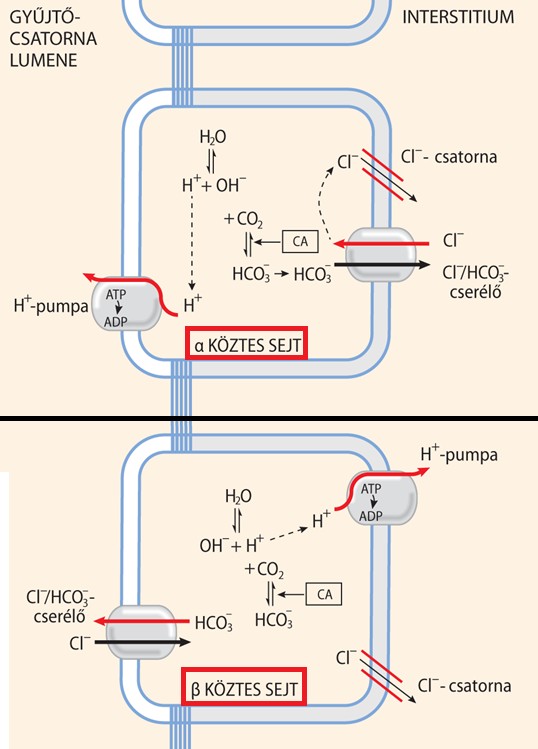 GYŰJTŐ-
CSATORNA
LUMENE
INTERSTITIUM
H₂O
H⁺ + OH⁻
Cl⁻
Cl⁻- csatorna
+ CO₂
CA
HCO₃⁻ → HCO₃⁻
Cl⁻
Cl⁻/HCO₃⁻-
cserélő
H⁺-pumpa
ATP
ADP
H⁺
α KÖZTES SEJT
H⁺-pumpa
ATP
ADP
H₂O
H⁺
OH⁻ + H⁺
+ CO₂
CA
HCO₃⁻
Cl⁻/HCO₃⁻-
cserélő
HCO₃⁻
Cl⁻
Cl⁻
Cl⁻- csatorna
β KÖZTES SEJT